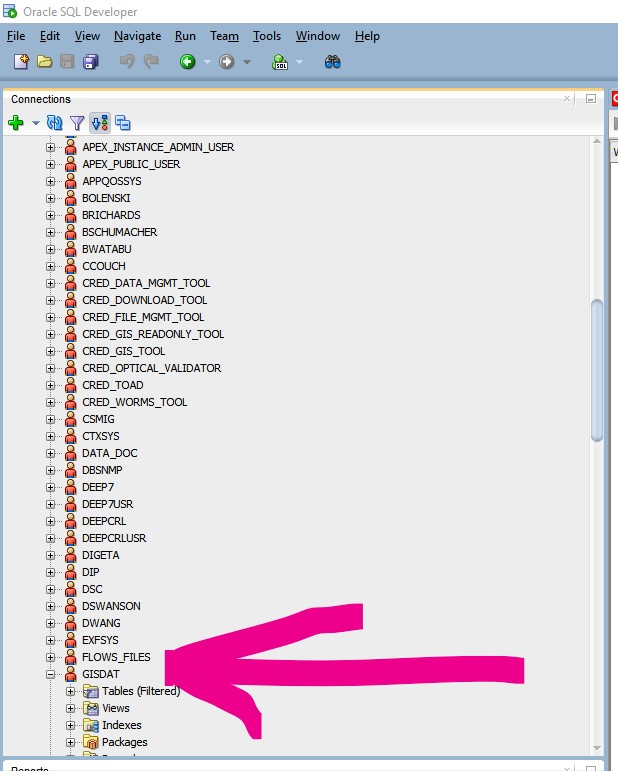 Oracle SQL Developer
File Edit View Navigate Run Team Tools Window Help
SQL
Connections
APEX_INSTANCE_ADMIN_USER
APEX_PUBLIC_USER
APPQOSSYS
BOLENSKI
BRICHARDS
BSCHUMACHER
BWATABU
CCOUCH
CRED_DATA_MGMT_TOOL
CRED_DOWNLOAD_TOOL
CRED_FILE_MGMT_TOOL
CRED_GIS_READONLY_TOOL
CRED_GIS_TOOL
CRED_OPTICAL_VALIDATOR
CRED_TOAD
CRED_WORMS_TOOL
CSMIG
CTXSYS
DATA_DOC
DBSNMP
DEEP7
DEEP7USR
DEEPCRL
DEEPCRLUSR
DIGETA
DIP
DSC
DSWANSON
DWANG
EXFSYS
FLOWS_FILES
GISDAT
Tables (Filtered)
Views
Indexes
Packages